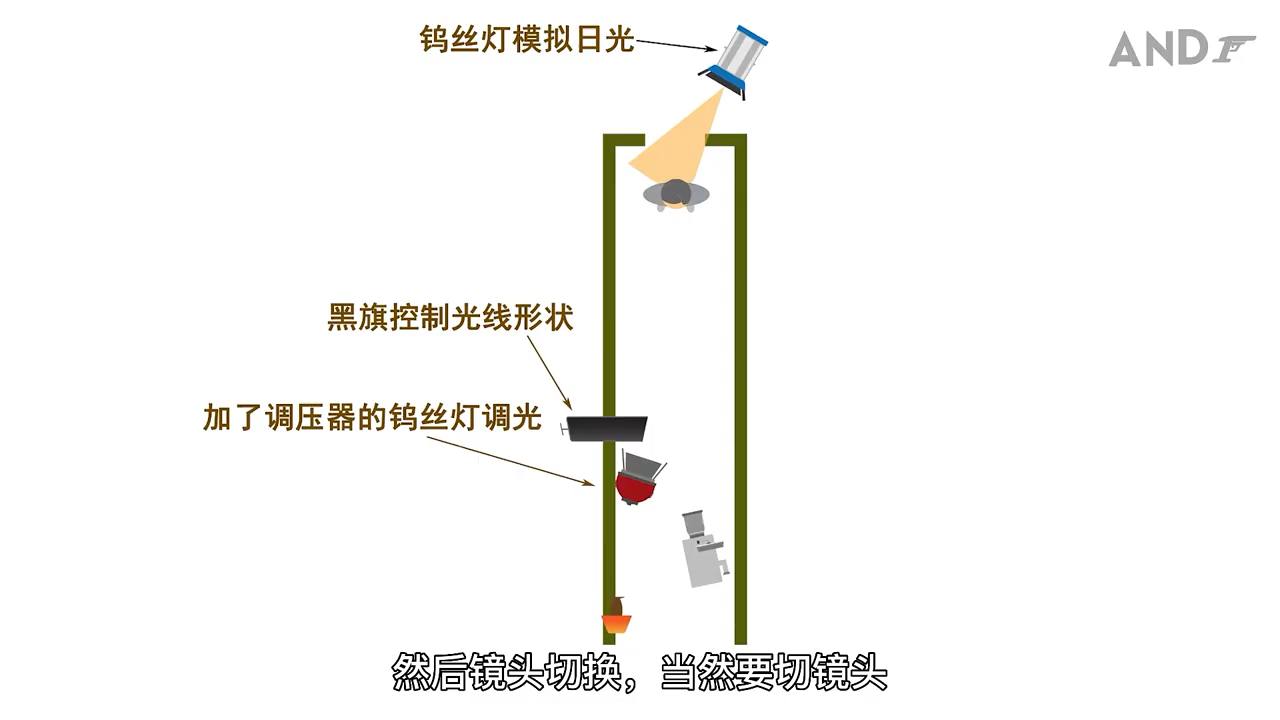 钨丝灯模拟日光
AND
黑旗控制光线形状
加了调压器的钨丝灯调光
然后镜头切换，当然要切镜头